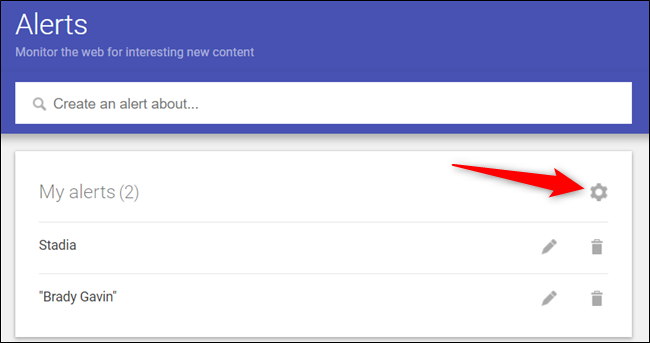 Alerts
Monitor the web for interesting new content
Create an alert about...
My alerts (2)
Stadia
"Brady Gavin"